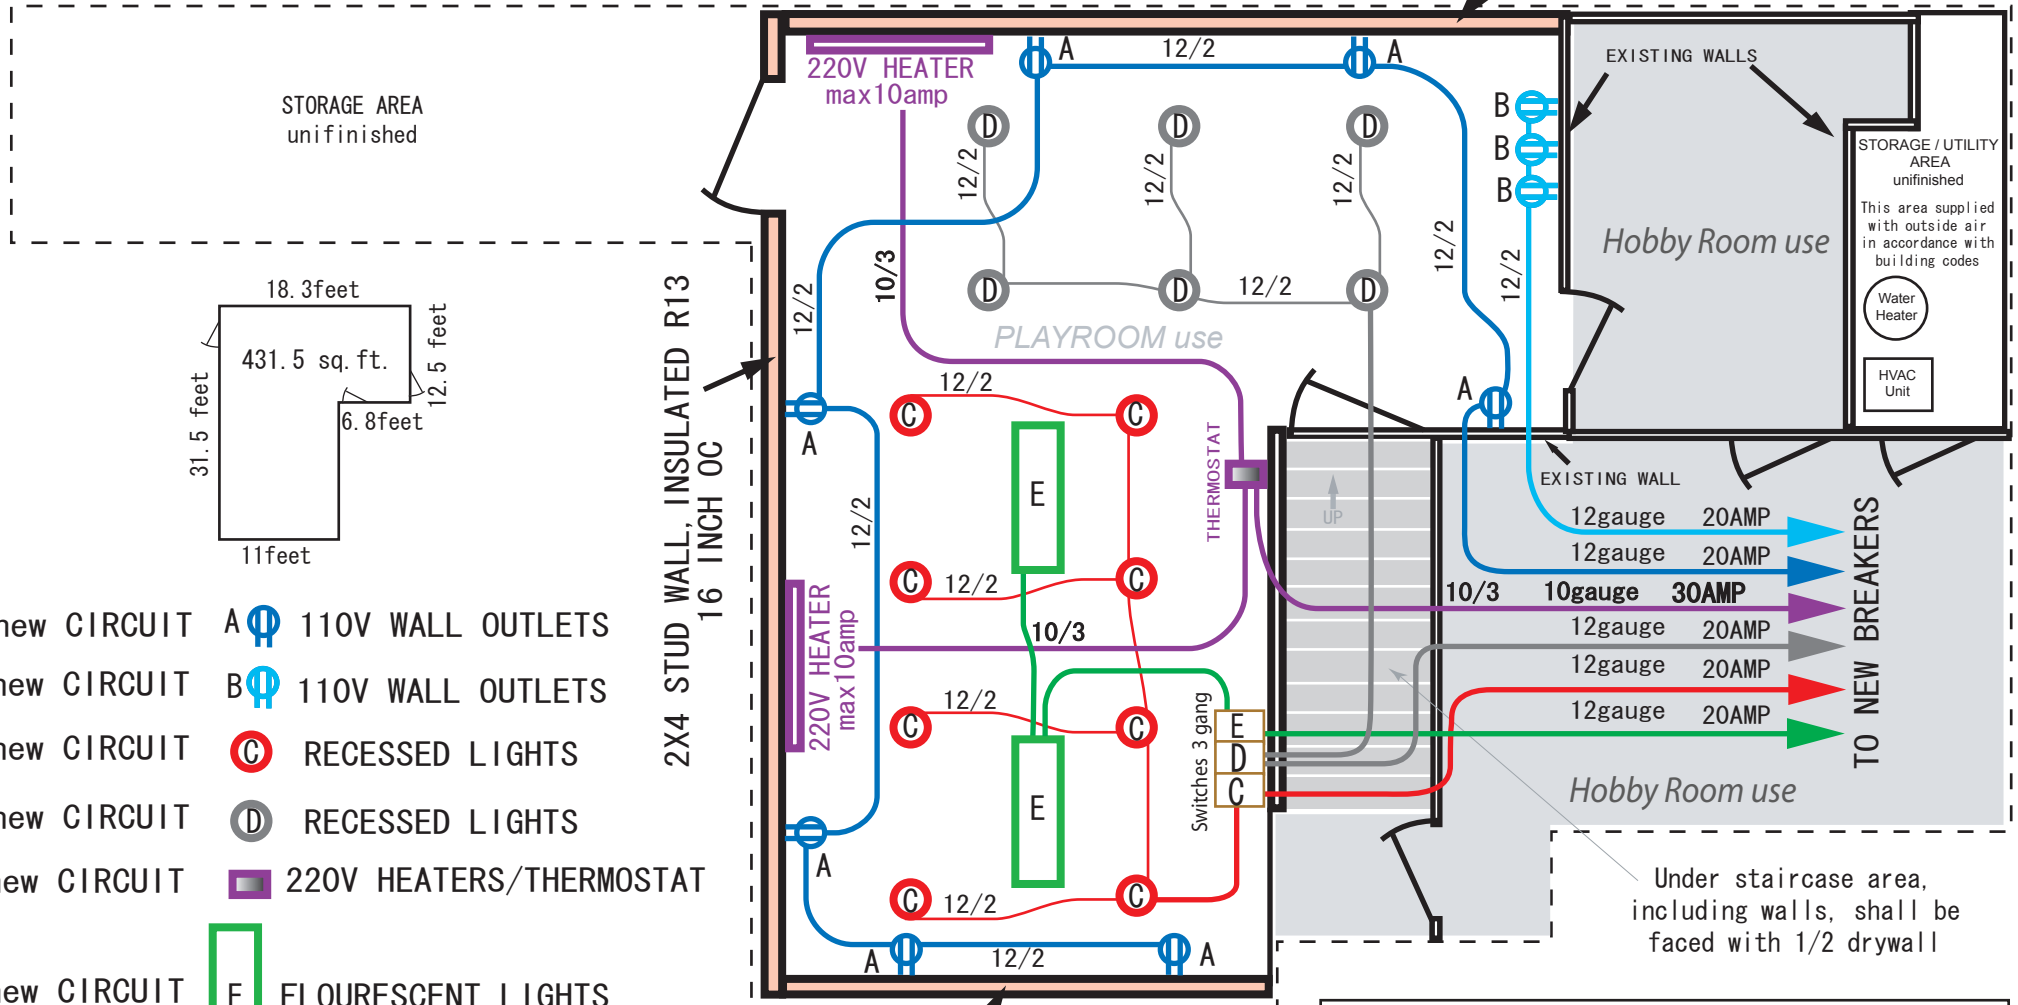 STORAGE AREA
unifinished
18.3feet
431.5 sq.ft.
12.5 feet
6.8feet
31.5 feet
11feet
2X4 STUD WALL, INSULATED R13
16 INCH OC
new CIRCUIT A 110V WALL OUTLETS
new CIRCUIT B 110V WALL OUTLETS
new CIRCUIT C RECESSED LIGHTS
new CIRCUIT D RECESSED LIGHTS
new CIRCUIT 220V HEATERS/THERMOSTAT
new CIRCUIT E FLOURESCENT LIGHTS
220V HEATER
max10amp
A
12/2
A
D
D
D
12/2
12/2
12/2
D
D
D
12/2
12/2
10/3
12/2
12/2
B
B
B
PLAYROOM use
A
A
12/2
C
12/2
C
E
C
12/2
C
10/3
220V HEATER
max10amp
C
12/2
C
E
C
12/2
C
A
A
12/2
A
THERMOSTAT
Switches 3 gang
E
D
C
UP
EXISTING WALLS
Hobby Room use
STORAGE / UTILITY
AREA
unifinished
This area supplied
with outside air
in accordance with
building codes
Water
Heater
HVAC
Unit
EXISTING WALL
12gauge 20AMP
12gauge 20AMP
10/3 10gauge 30AMP
12gauge 20AMP
12gauge 20AMP
12gauge 20AMP
TO NEW BREAKERS
Hobby Room use
Under staircase area,
including walls, shall be
faced with 1/2 drywall